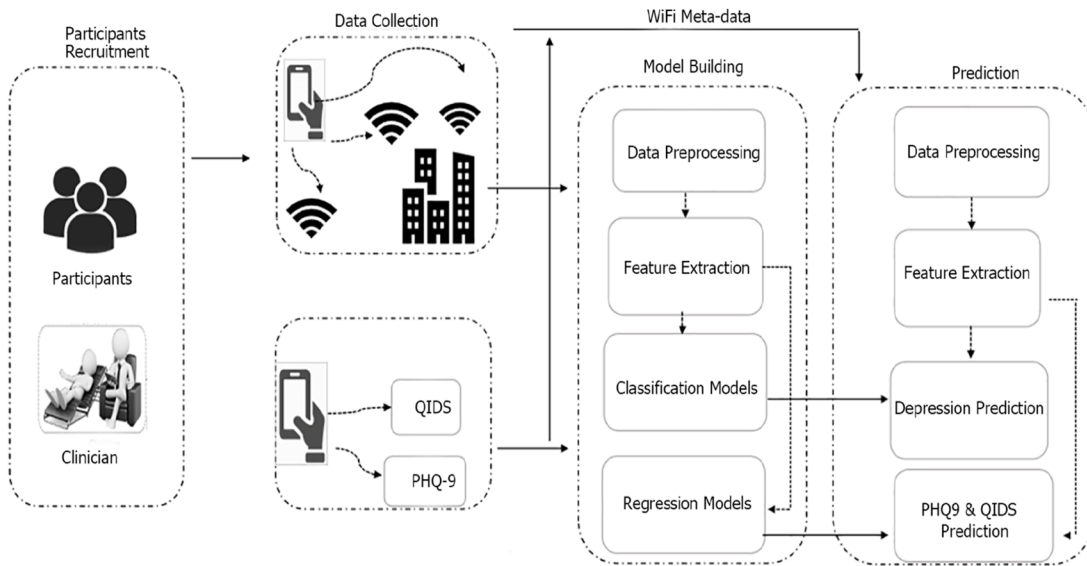 Participants
Recruitment
Participants
Clinician
Data Collection
QIDS
PHQ-9
WiFi Meta-data
Model Building
Data Preprocessing
Feature Extraction
Classification Models
Regression Models
Prediction
Data Preprocessing
Feature Extraction
Depression Prediction
PHQ9 & QIDS
Prediction